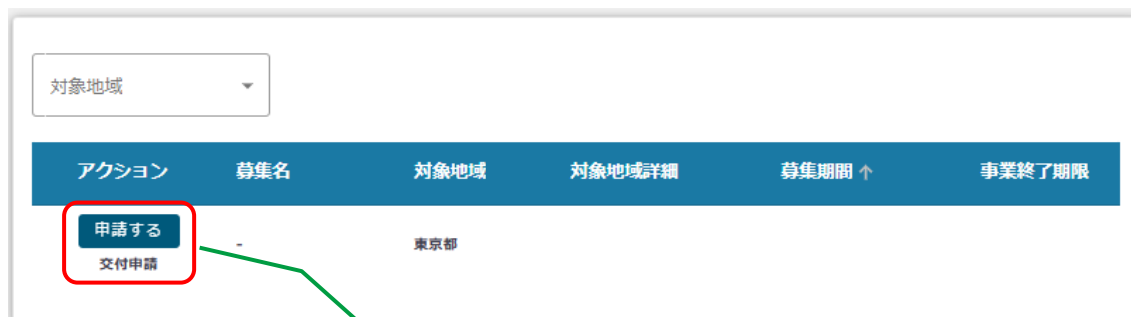 対象地域
アクション 募集名 対象地域 対象地域詳細 募集期間 ↑ 事業終了期限
申請する - 東京都
交付申請